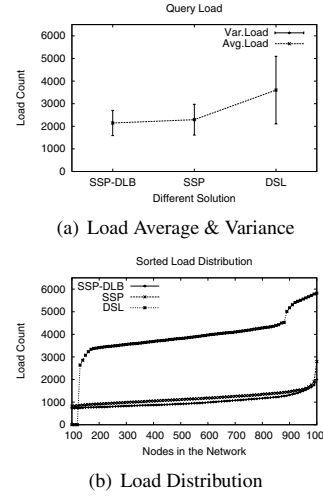 Query Load
Var.Load
Avg.Load
6000
5000
4000
3000
2000
1000
0
Load Count
SSP-DLB SSP DSL
Different Solution
(a) Load Average & Variance
Sorted Load Distribution
SSP-DLB
SSP
DSL
6000
5000
4000
3000
2000
1000
0
Load Count
100 200 300 400 500 600 700 800 900 1000
Nodes in the Network
(b) Load Distribution